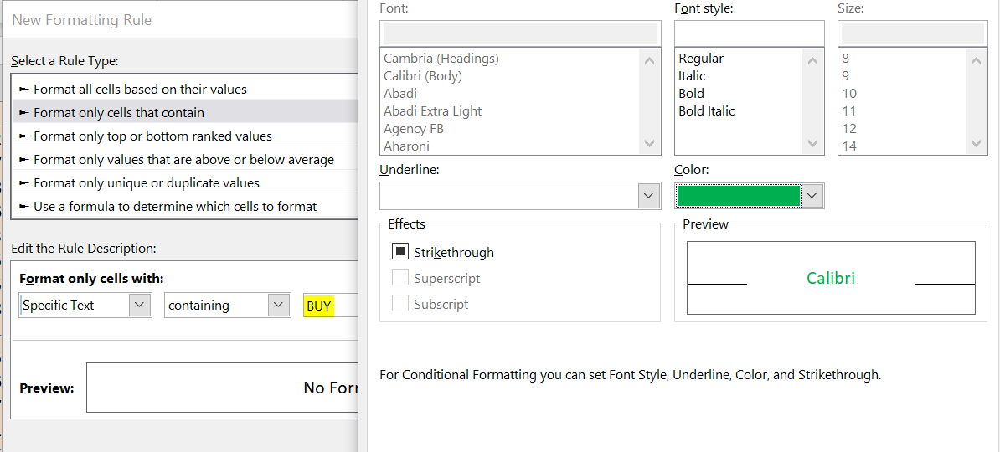 New Formatting Rule
Select a Rule Type:
► Format all cells based on their values
► Format only cells that contain
► Format only top or bottom ranked values
► Format only values that are above or below average
► Format only unique or duplicate values
► Use a formula to determine which cells to format
Edit the Rule Description:
Format only cells with:
Specific Text
containing
BUY
Preview:
No Forr
Font:
Cambria (Headings)
Calibri (Body)
Abadi
Abadi Extra Light
Agency FB
Aharoni
Font style:
Regular
Italic
Bold
Bold Italic
Size:
8
9
10
11
12
14
Underline:
Color:
Effects
Strikethrough
Superscript
Subscript
Preview
Calibri
For Conditional Formatting you can set Font Style, Underline, Color, and Strikethrough.